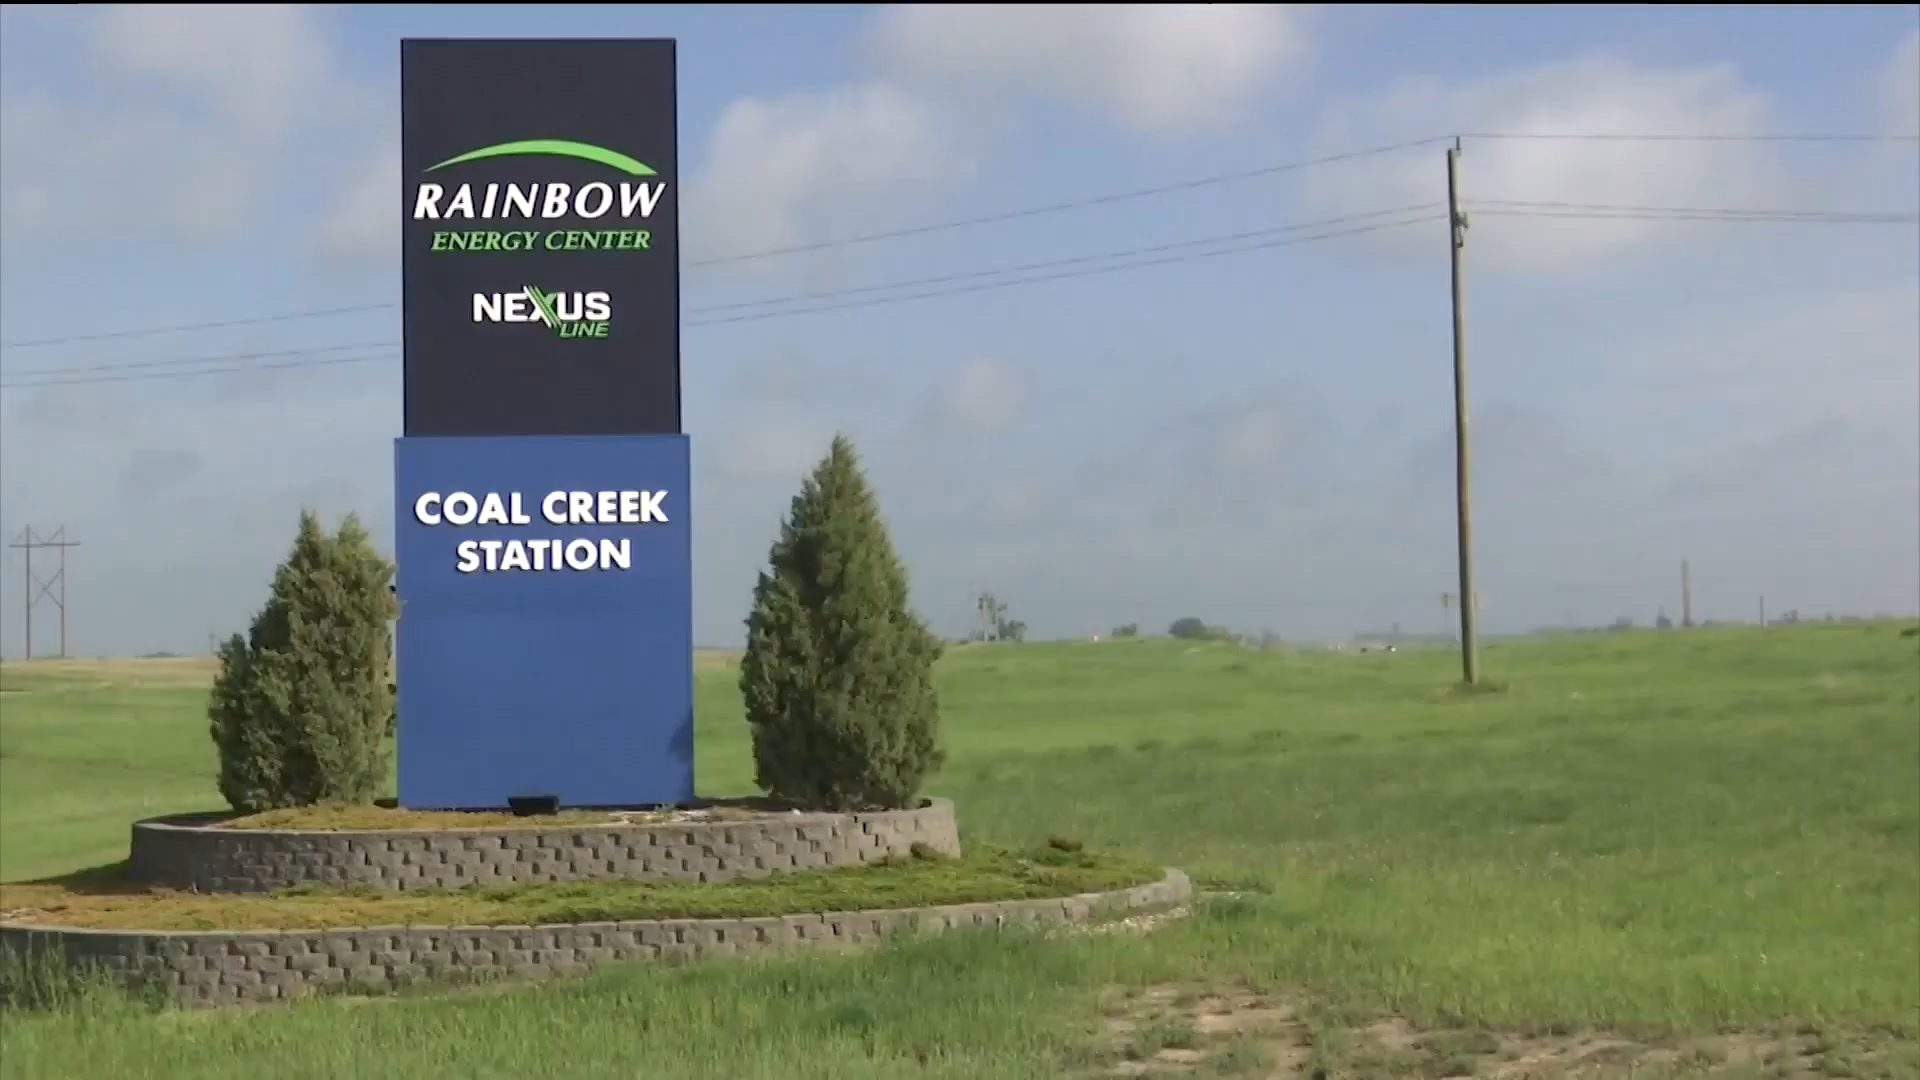 RAINBOW
ENERGY CENTER
NEXUS
LINE
COAL CREEK
STATION